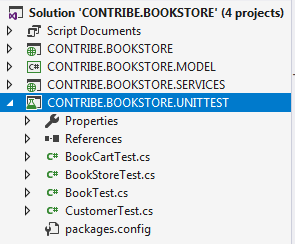 Solution 'CONTRIBE.BOOKSTORE' (4 projects)
Script Documents
CONTRIBE.BOOKSTORE
CONTRIBE.BOOKSTORE.MODEL
CONTRIBE.BOOKSTORE.SERVICES
CONTRIBE.BOOKSTORE.UNITTEST
Properties
References
C# BookCartTest.cs
C# BookStoreTest.cs
C# BookTest.cs
C# CustomerTest.cs
packages.config